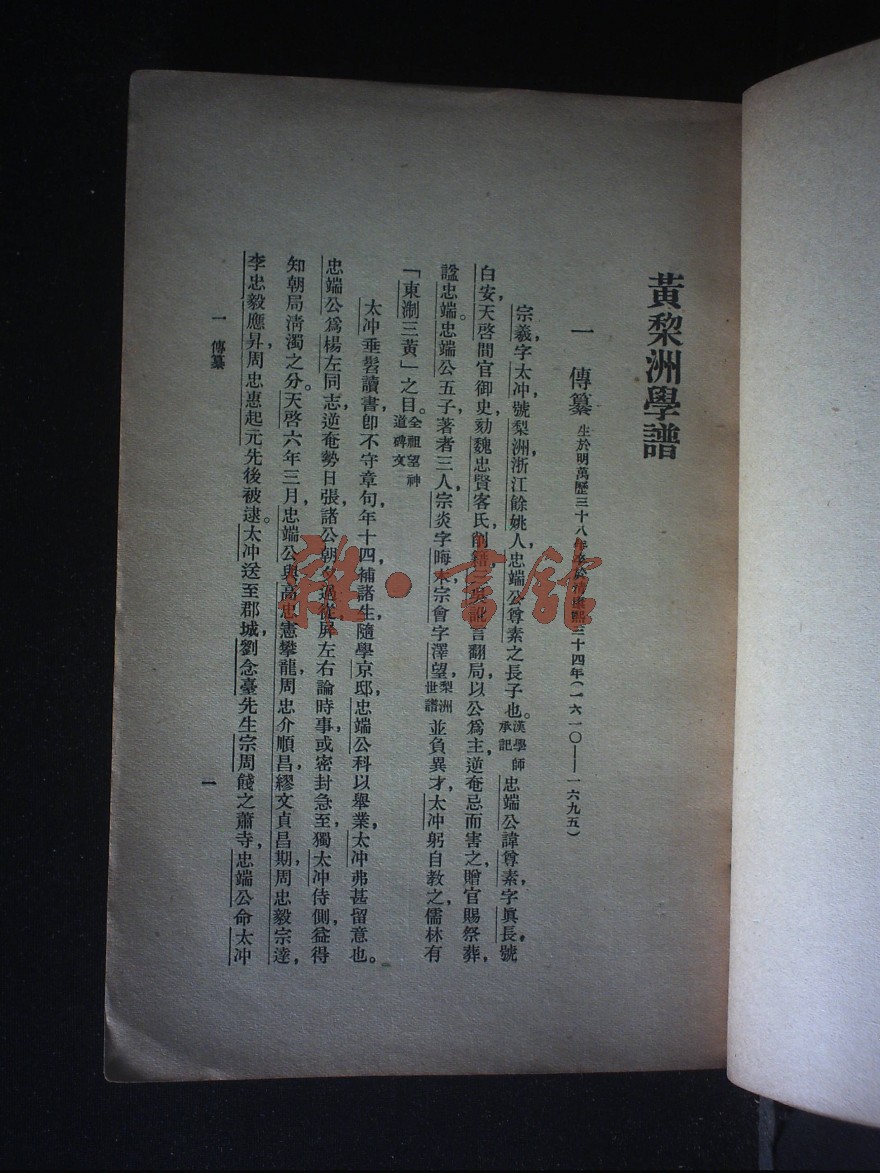 黃黎洲學譜
一 傳纂 生於明萬歷三十八年卒於清康熙三十四年(一六一〇——一六九五)
宗羲,字太冲,號梨洲,浙江餘姚人,忠端公尊素之長子也。漢學師承記 忠端公諱尊素,字眞長,號
白安,天啓間官御史,劾魏忠賢客氏,削籍,訛言翻局以公爲主,逆奄忌而害之,贈官賜祭葬,
諡忠端。忠端公五子,著者三人,宗炎字晦木,宗會字澤望,梨洲世譜 並負異才,太冲躬自教之,儒林有
「東淛三黃」之目。全祖望神道碑文
太冲垂髫讀書,卽不守章句,年十四,補諸生,隨學京邸,忠端公科以舉業,太冲弗甚留意也。
忠端公爲楊左同志,逆奄勢日張,諸公朝夕過從,屏左右,論時事,或密封急至,獨太冲侍側,益得
知朝局淸濁之分。天啓六年三月,忠端公與高忠憲攀龍,周忠介順昌,繆文貞昌期,周忠毅宗建,
李忠毅應昇,周忠惠起元先後被逮。太冲送至郡城,劉念臺先生宗周餞之蕭寺,忠端公命太冲
一 傳纂
一
雜·書館